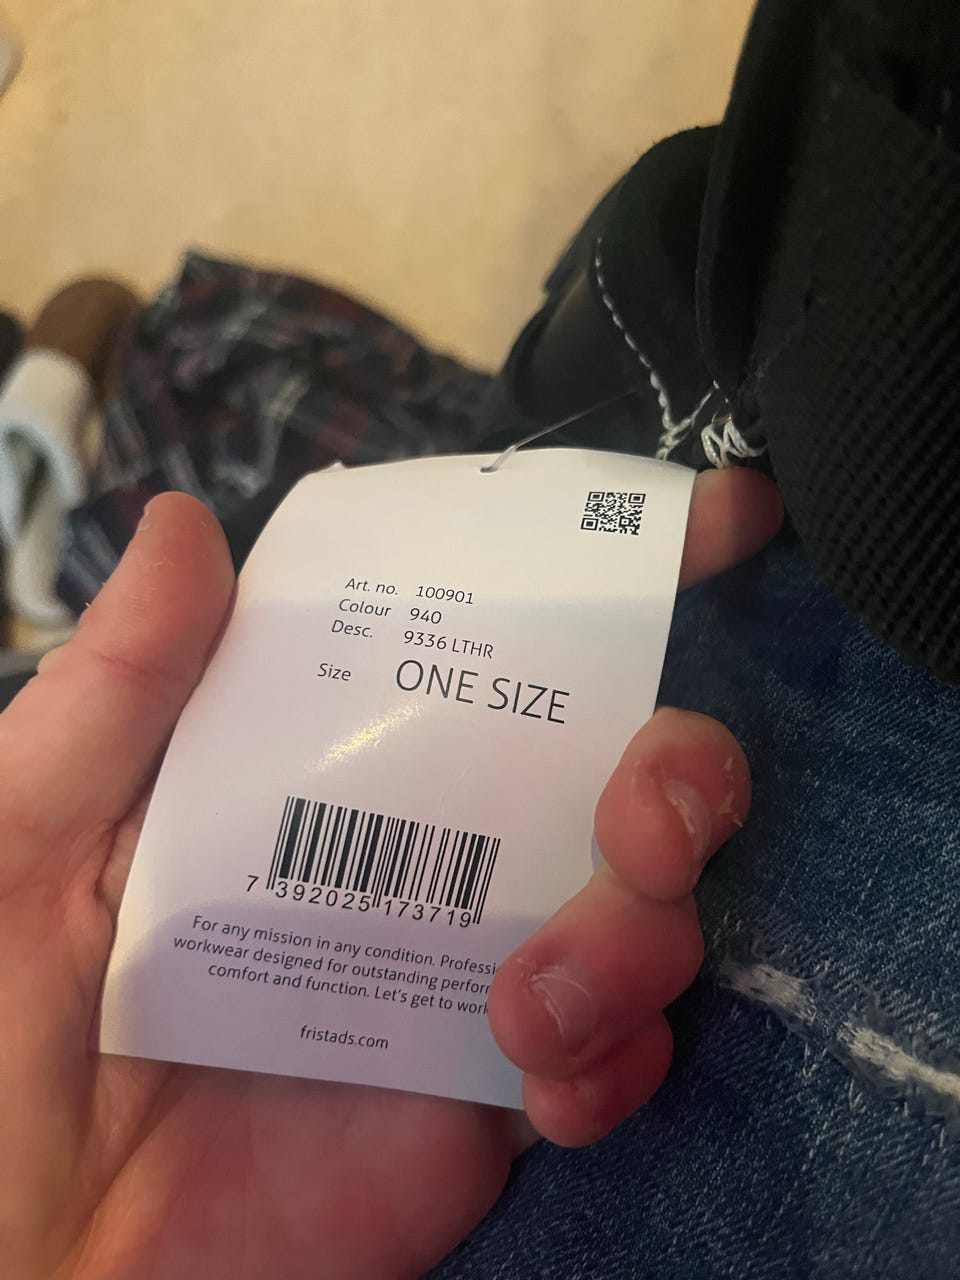 Art. no. 100901
Colour 940
Desc. 9336 LTHR
Size ONE SIZE
7 392025 173719
For any mission in any condition.
workwear designed for outstanding
comfort and function. Let's get to
fristads.com